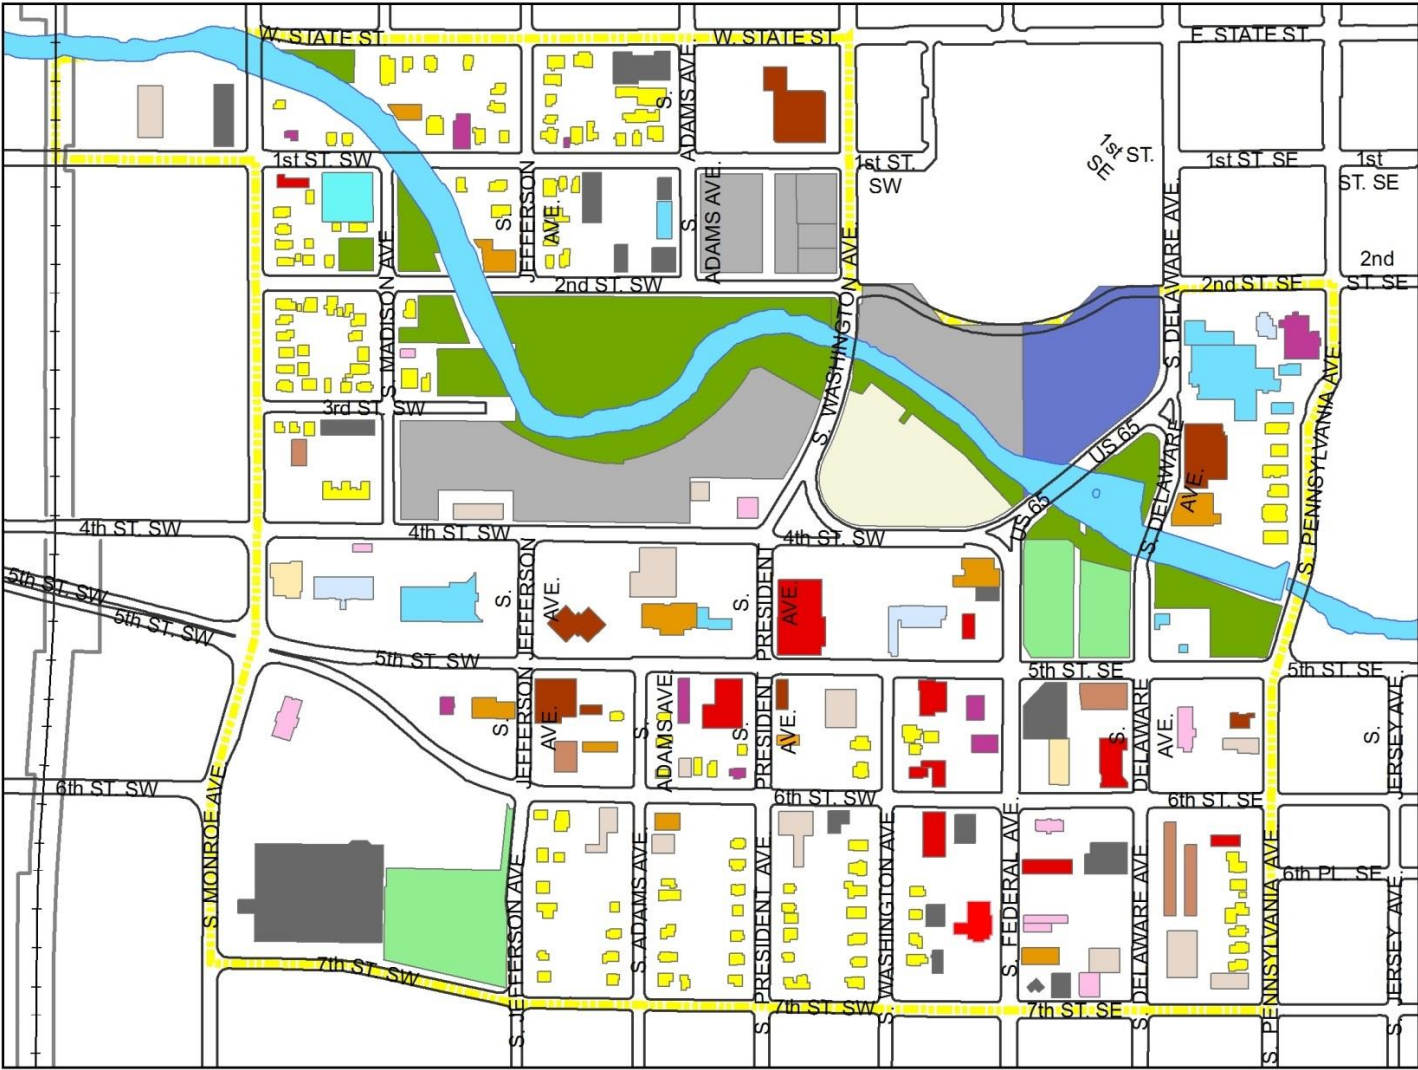 W. STATE ST.
W. STATE ST.
E. STATE ST
S.
ADAMS AVE.
1st ST. SW
1st ST.
SW
1st ST.
SE
1st ST. SE
1st
ST. SE
S.
JEFFERSON
AVE.
S.
ADAMS AVE.
S. MADISON AVE.
S. WASHINGTON AVE.
S. DELAWARE AVE.
2nd ST. SW
2nd ST. SE
2nd
ST. SE
3rd ST. SW
US 65
US 65
S. DELAWARE
AVE.
S. PENNSYLVANIA AVE.
4th ST. SW
4th ST. SW
4th ST. SW
5th ST. SW
5th ST. SW
5th ST. SW
S.
JEFFERSON
AVE.
S.
PRESIDENT
AVE.
5th ST. SE
5th ST. SE
S.
JEFFERSON
AVE.
S.
ADAMS AVE.
S.
PRESIDENT
AVE.
S.
DELAWARE
AVE.
S.
JERSEY AVE.
6th ST. SW
6th ST. SW
6th ST. SE
6th PL. SE
S. MONROE AVE.
S. JEFFERSON AVE.
S. ADAMS AVE.
S. PRESIDENT AVE.
S. WASHINGTON AVE.
S. FEDERAL AVE.
S. DELAWARE AVE.
S. PENNSYLVANIA AVE.
S. JERSEY AVE.
7th ST. SW
7th ST. SW
7th ST. SE